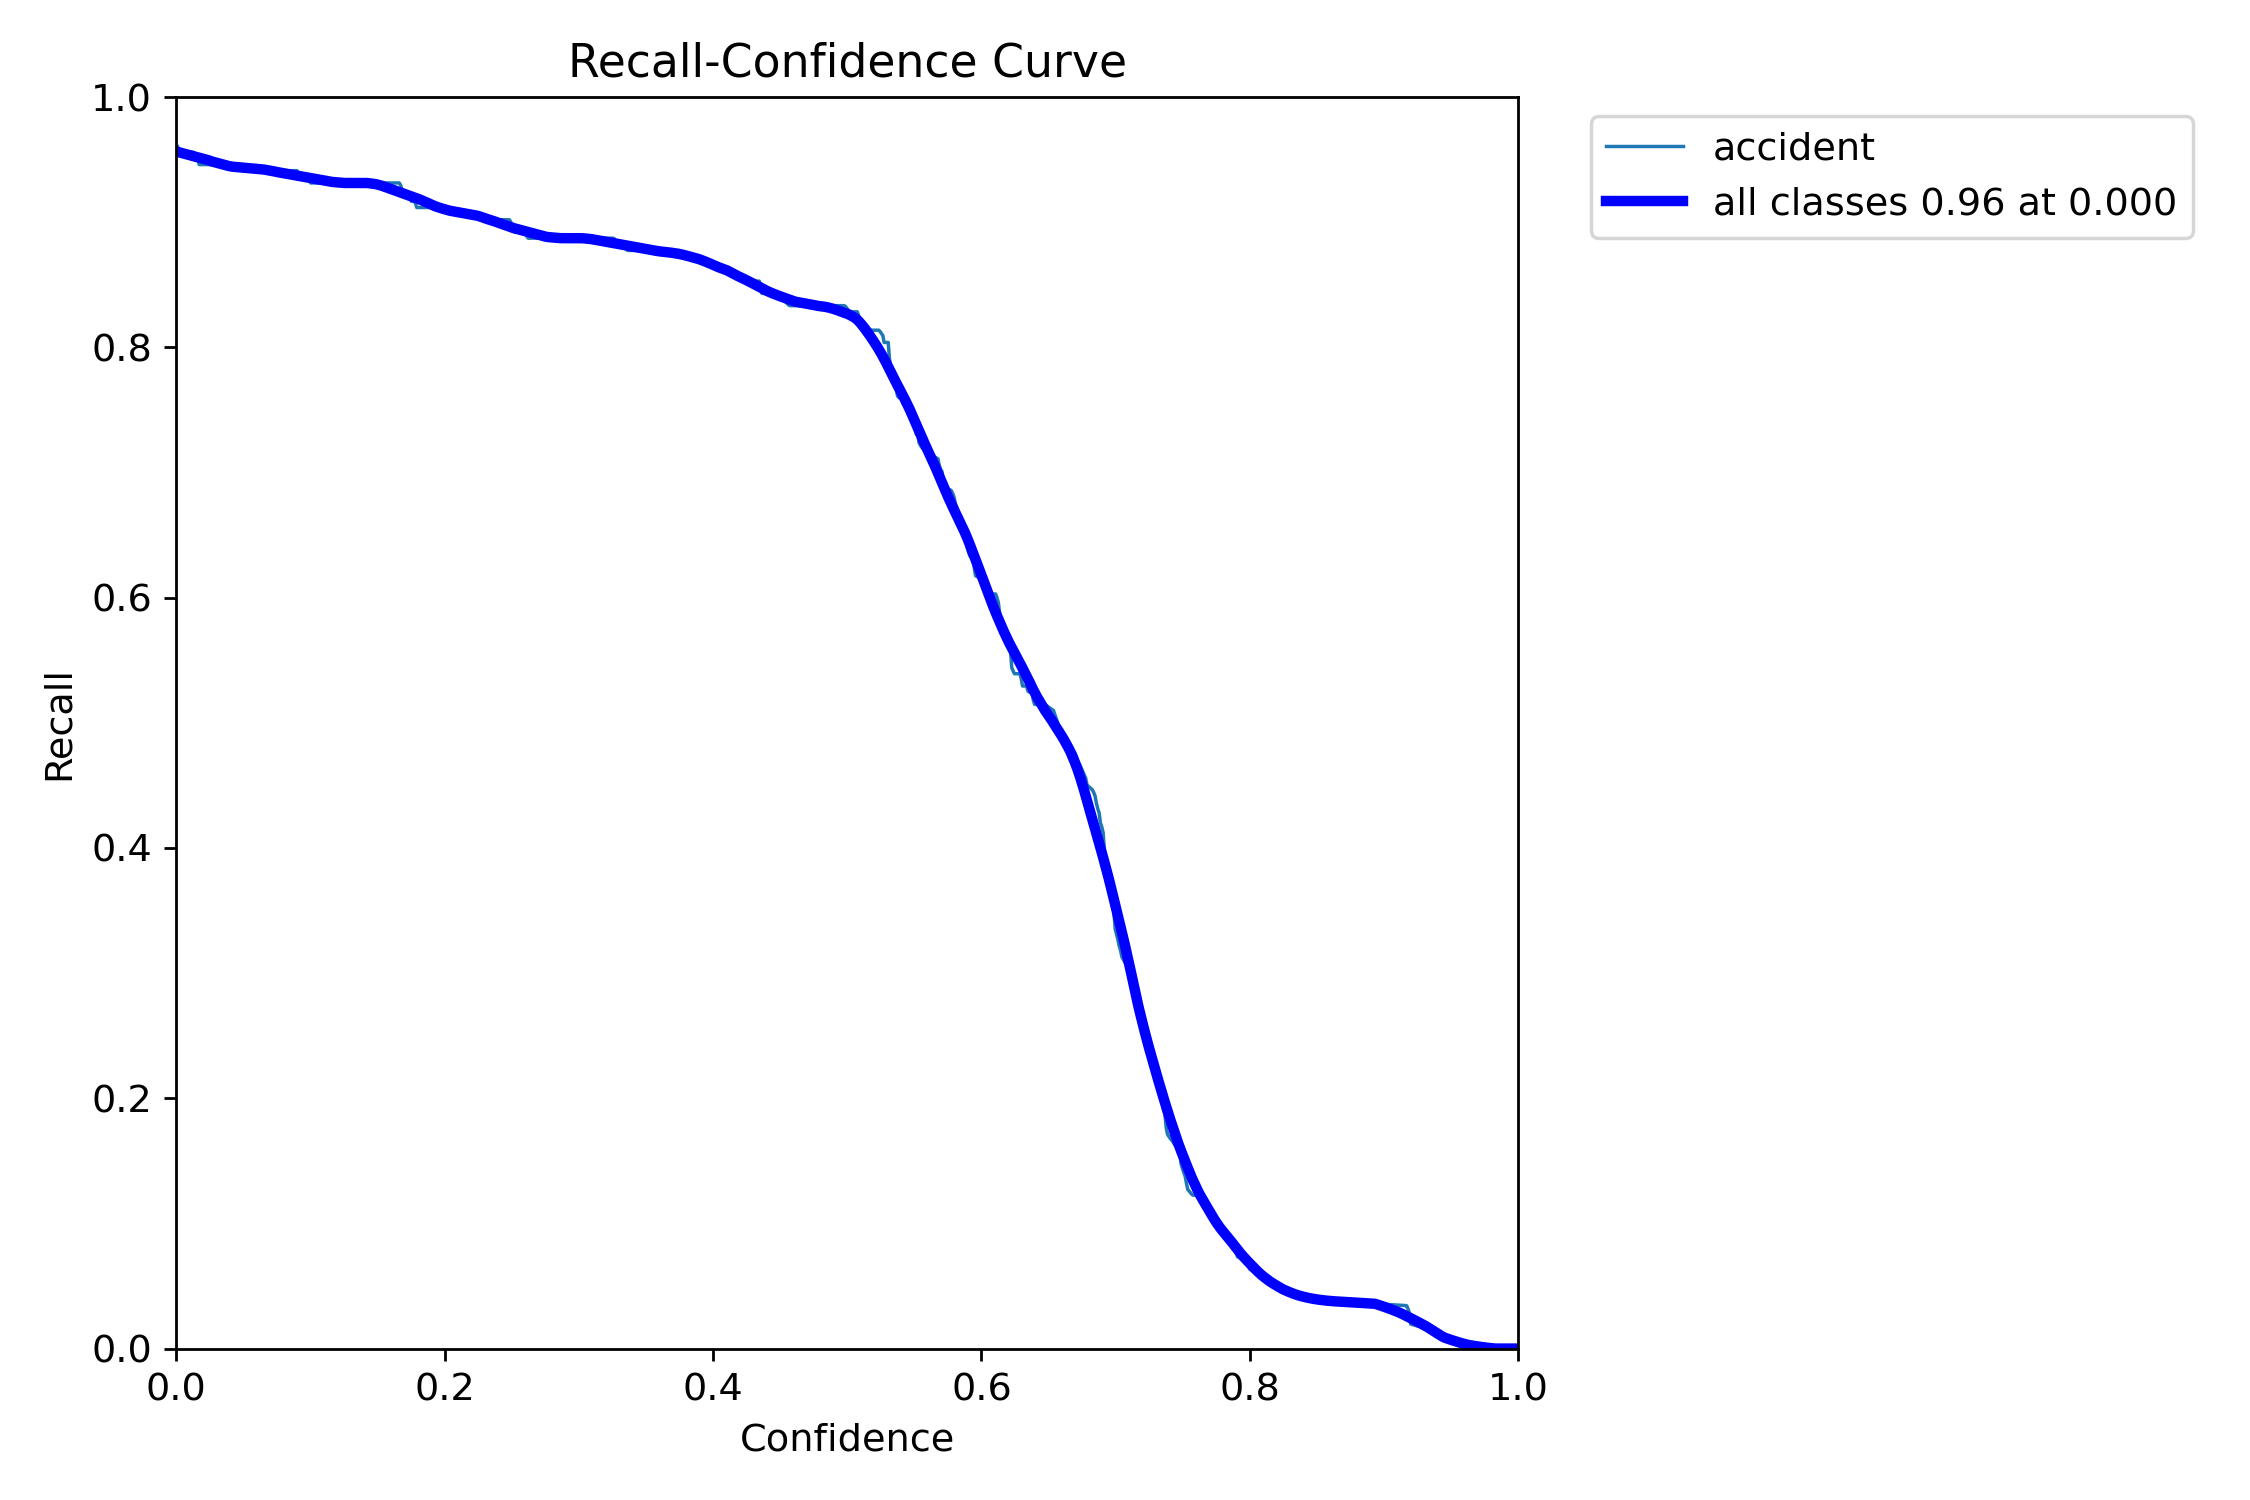 Recall-Confidence Curve
accident
all classes 0.96 at 0.000
Recall
1.0
0.8
0.6
0.4
0.2
0.0
0.0 0.2 0.4 0.6 0.8 1.0
Confidence